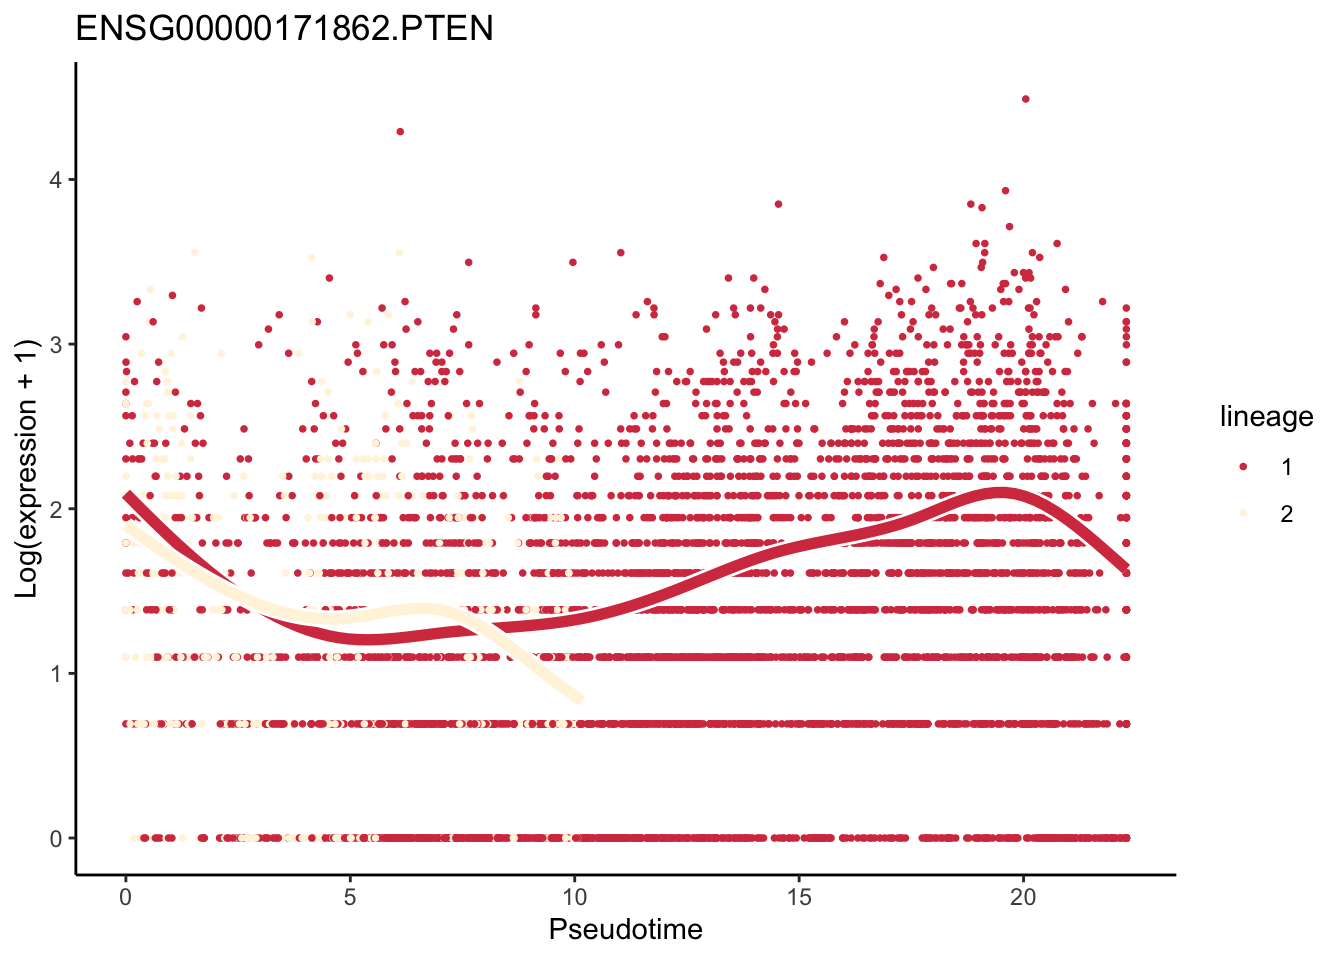 ENSG00000171862.PTEN
Log(expression + 1)
4
3
2
1
0
0 5 10 15 20
Pseudotime
lineage
1
2